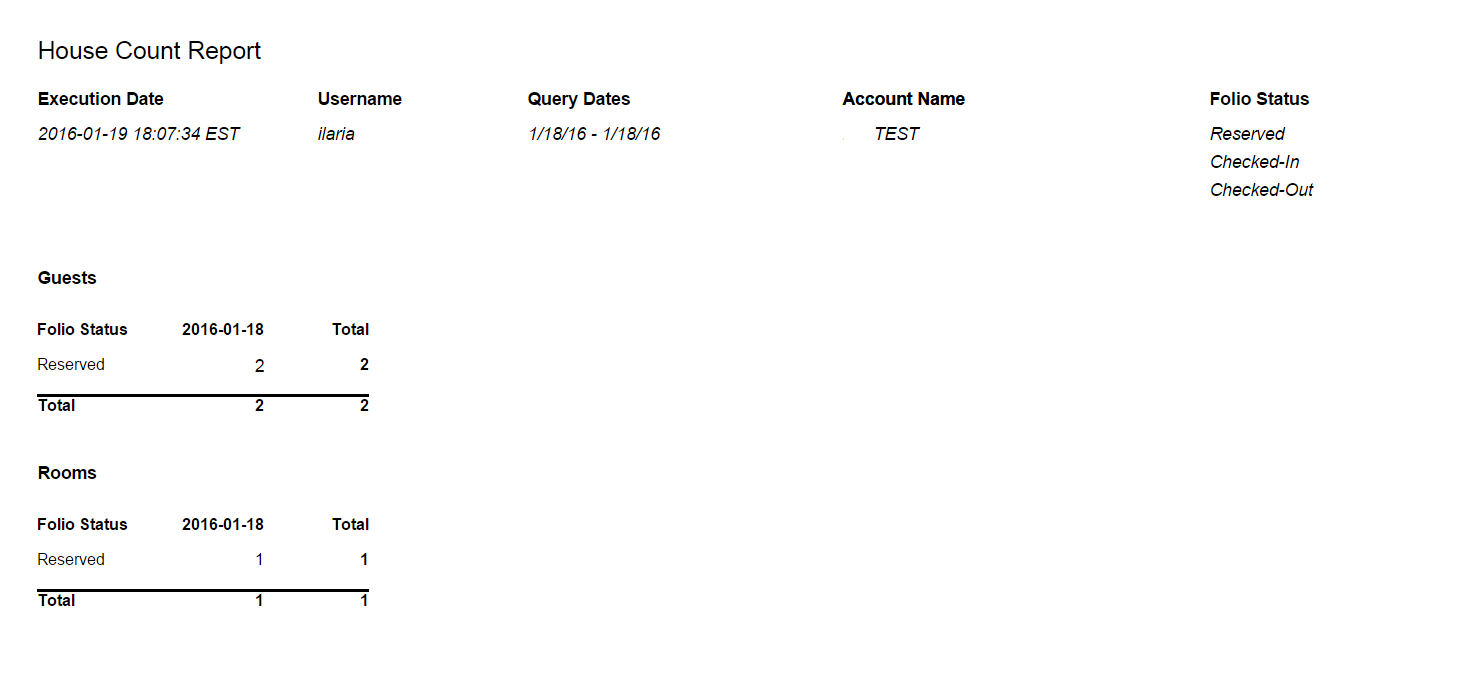 House Count Report
Execution Date Username Query Dates Account Name Folio Status
2016-01-19 18:07:34 EST ilaria 1/18/16 - 1/18/16 TEST Reserved
Checked-In
Checked-Out
Guests
Folio Status 2016-01-18 Total
Reserved 2 2
Total 2 2
Rooms
Folio Status 2016-01-18 Total
Reserved 1 1
Total 1 1